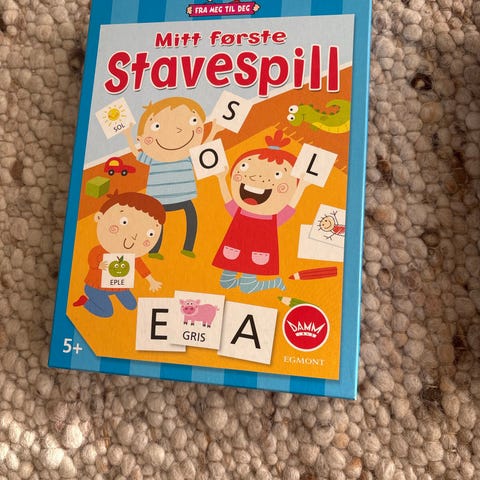 FRA MEG TIL DEG
Mitt første
Stavespill
SOL
S
O
L
EPLE
E
GRIS
A
5+
DAMM
EGMONT